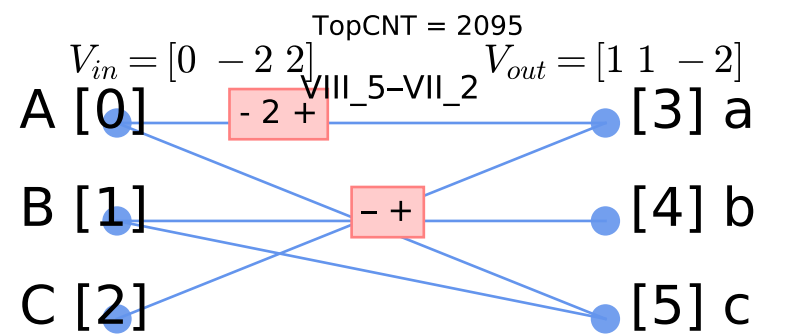 TopCNT = 2095
V_in = [0 −2 2] V_out = [1 1 −2]
VIII_5–VII_2
A [0] - 2 + [3] a
B [1] – + [4] b
C [2] [5] c